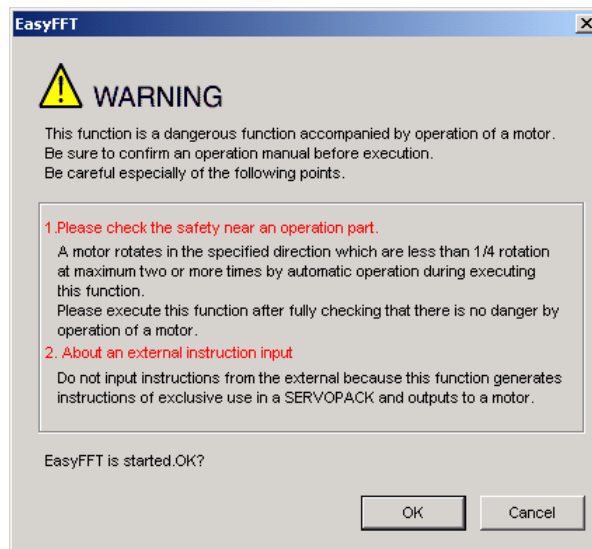 EasyFFT
WARNING
This function is a dangerous function accompanied by operation of a motor.
Be sure to confirm an operation manual before execution.
Be careful especially of the following points.
1.Please check the safety near an operation part.
A motor rotates in the specified direction which are less than 1/4 rotation
at maximum two or more times by automatic operation during executing
this function.
Please execute this function after fully checking that there is no danger by
operation of a motor.
2. About an external instruction input
Do not input instructions from the external because this function generates
instructions of exclusive use in a SERVOPACK and outputs to a motor.
EasyFFT is started.OK?
OK
Cancel